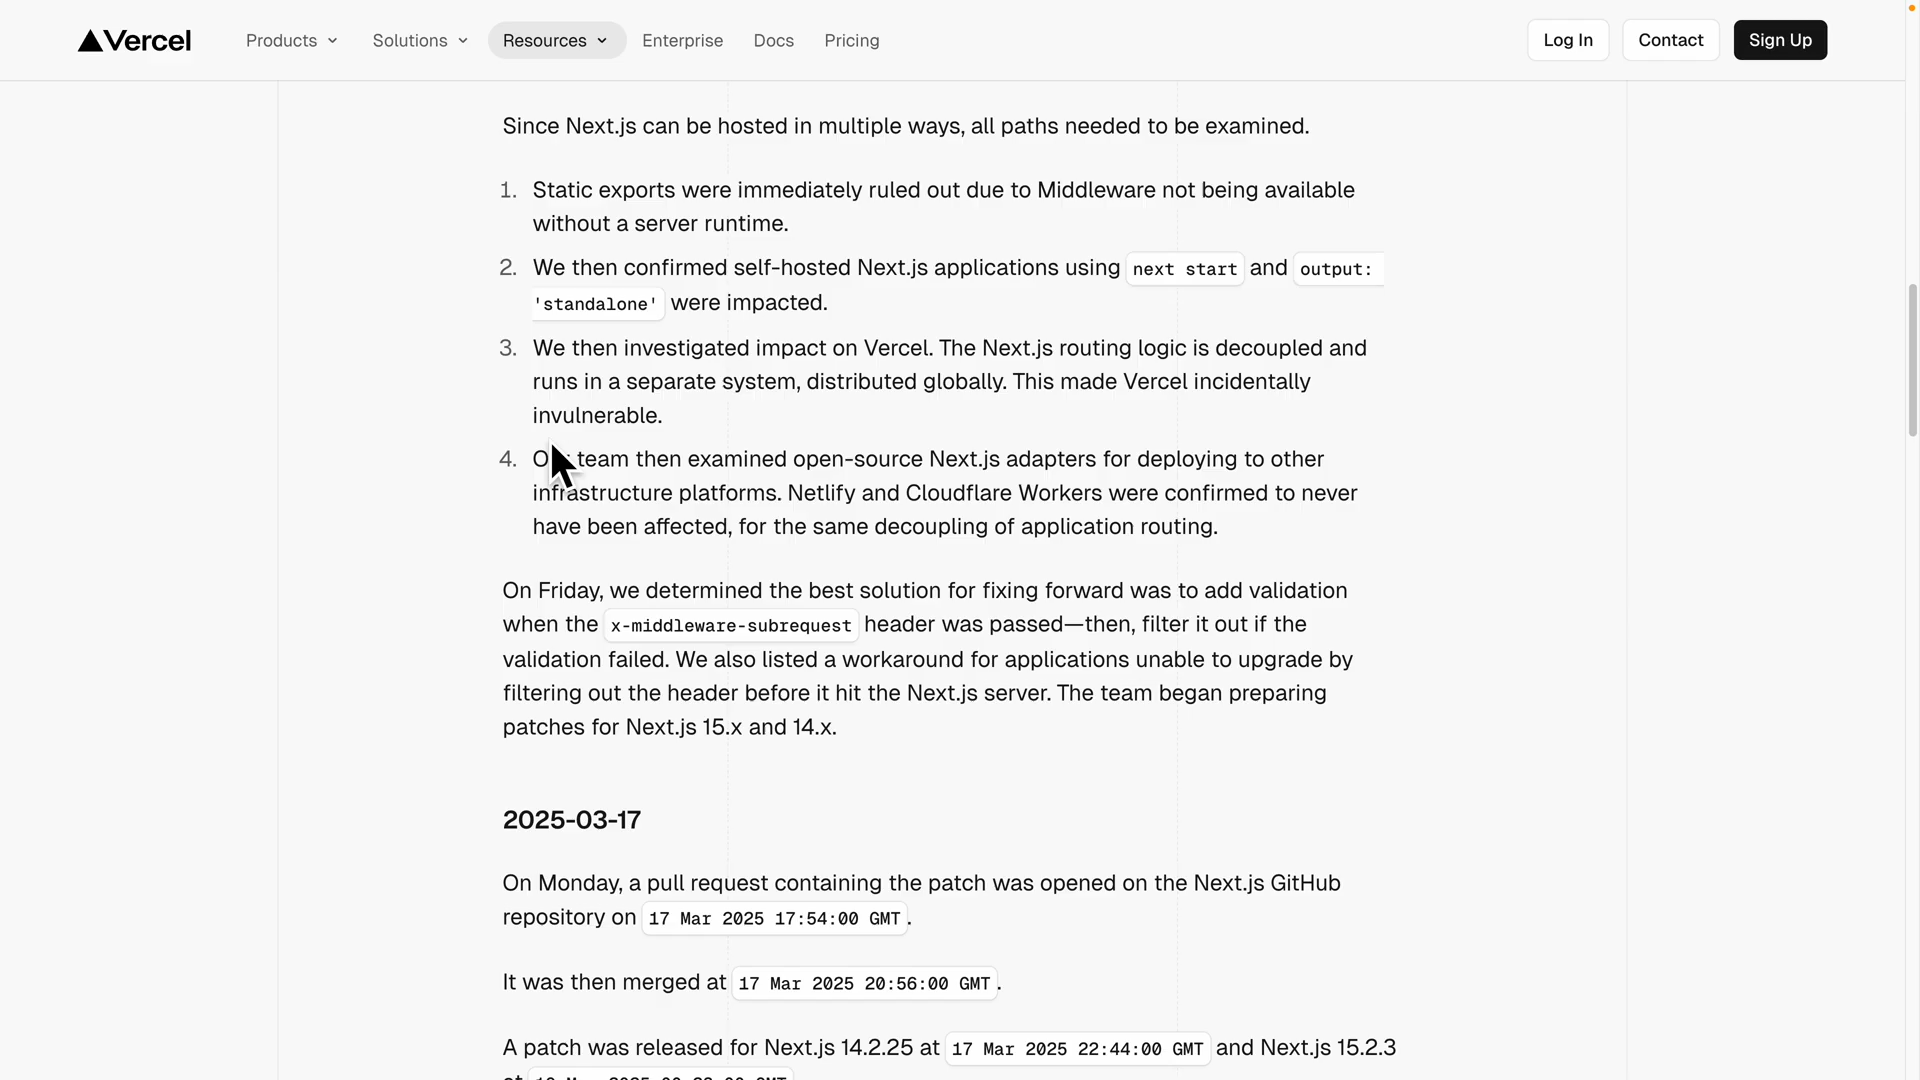 Vercel Products Solutions Resources Enterprise Docs Pricing Log In Contact Sign Up
Since Next.js can be hosted in multiple ways, all paths needed to be examined.
1. Static exports were immediately ruled out due to Middleware not being available
without a server runtime.
2. We then confirmed self-hosted Next.js applications using next start and output:
'standalone' were impacted.
3. We then investigated impact on Vercel. The Next.js routing logic is decoupled and
runs in a separate system, distributed globally. This made Vercel incidentally
invulnerable.
4. team then examined open-source Next.js adapters for deploying to other
infrastructure platforms. Netlify and Cloudflare Workers were confirmed to never
have been affected, for the same decoupling of application routing.
On Friday, we determined the best solution for fixing forward was to add validation
when the x-middleware-subrequest header was passed—then, filter it out if the
validation failed. We also listed a workaround for applications unable to upgrade by
filtering out the header before it hit the Next.js server. The team began preparing
patches for Next.js 15.x and 14.x.
2025-03-17
On Monday, a pull request containing the patch was opened on the Next.js GitHub
repository on 17 Mar 2025 17:54:00 GMT.
It was then merged at 17 Mar 2025 20:56:00 GMT.
A patch was released for Next.js 14.2.25 at 17 Mar 2025 22:44:00 GMT and Next.js 15.2.3